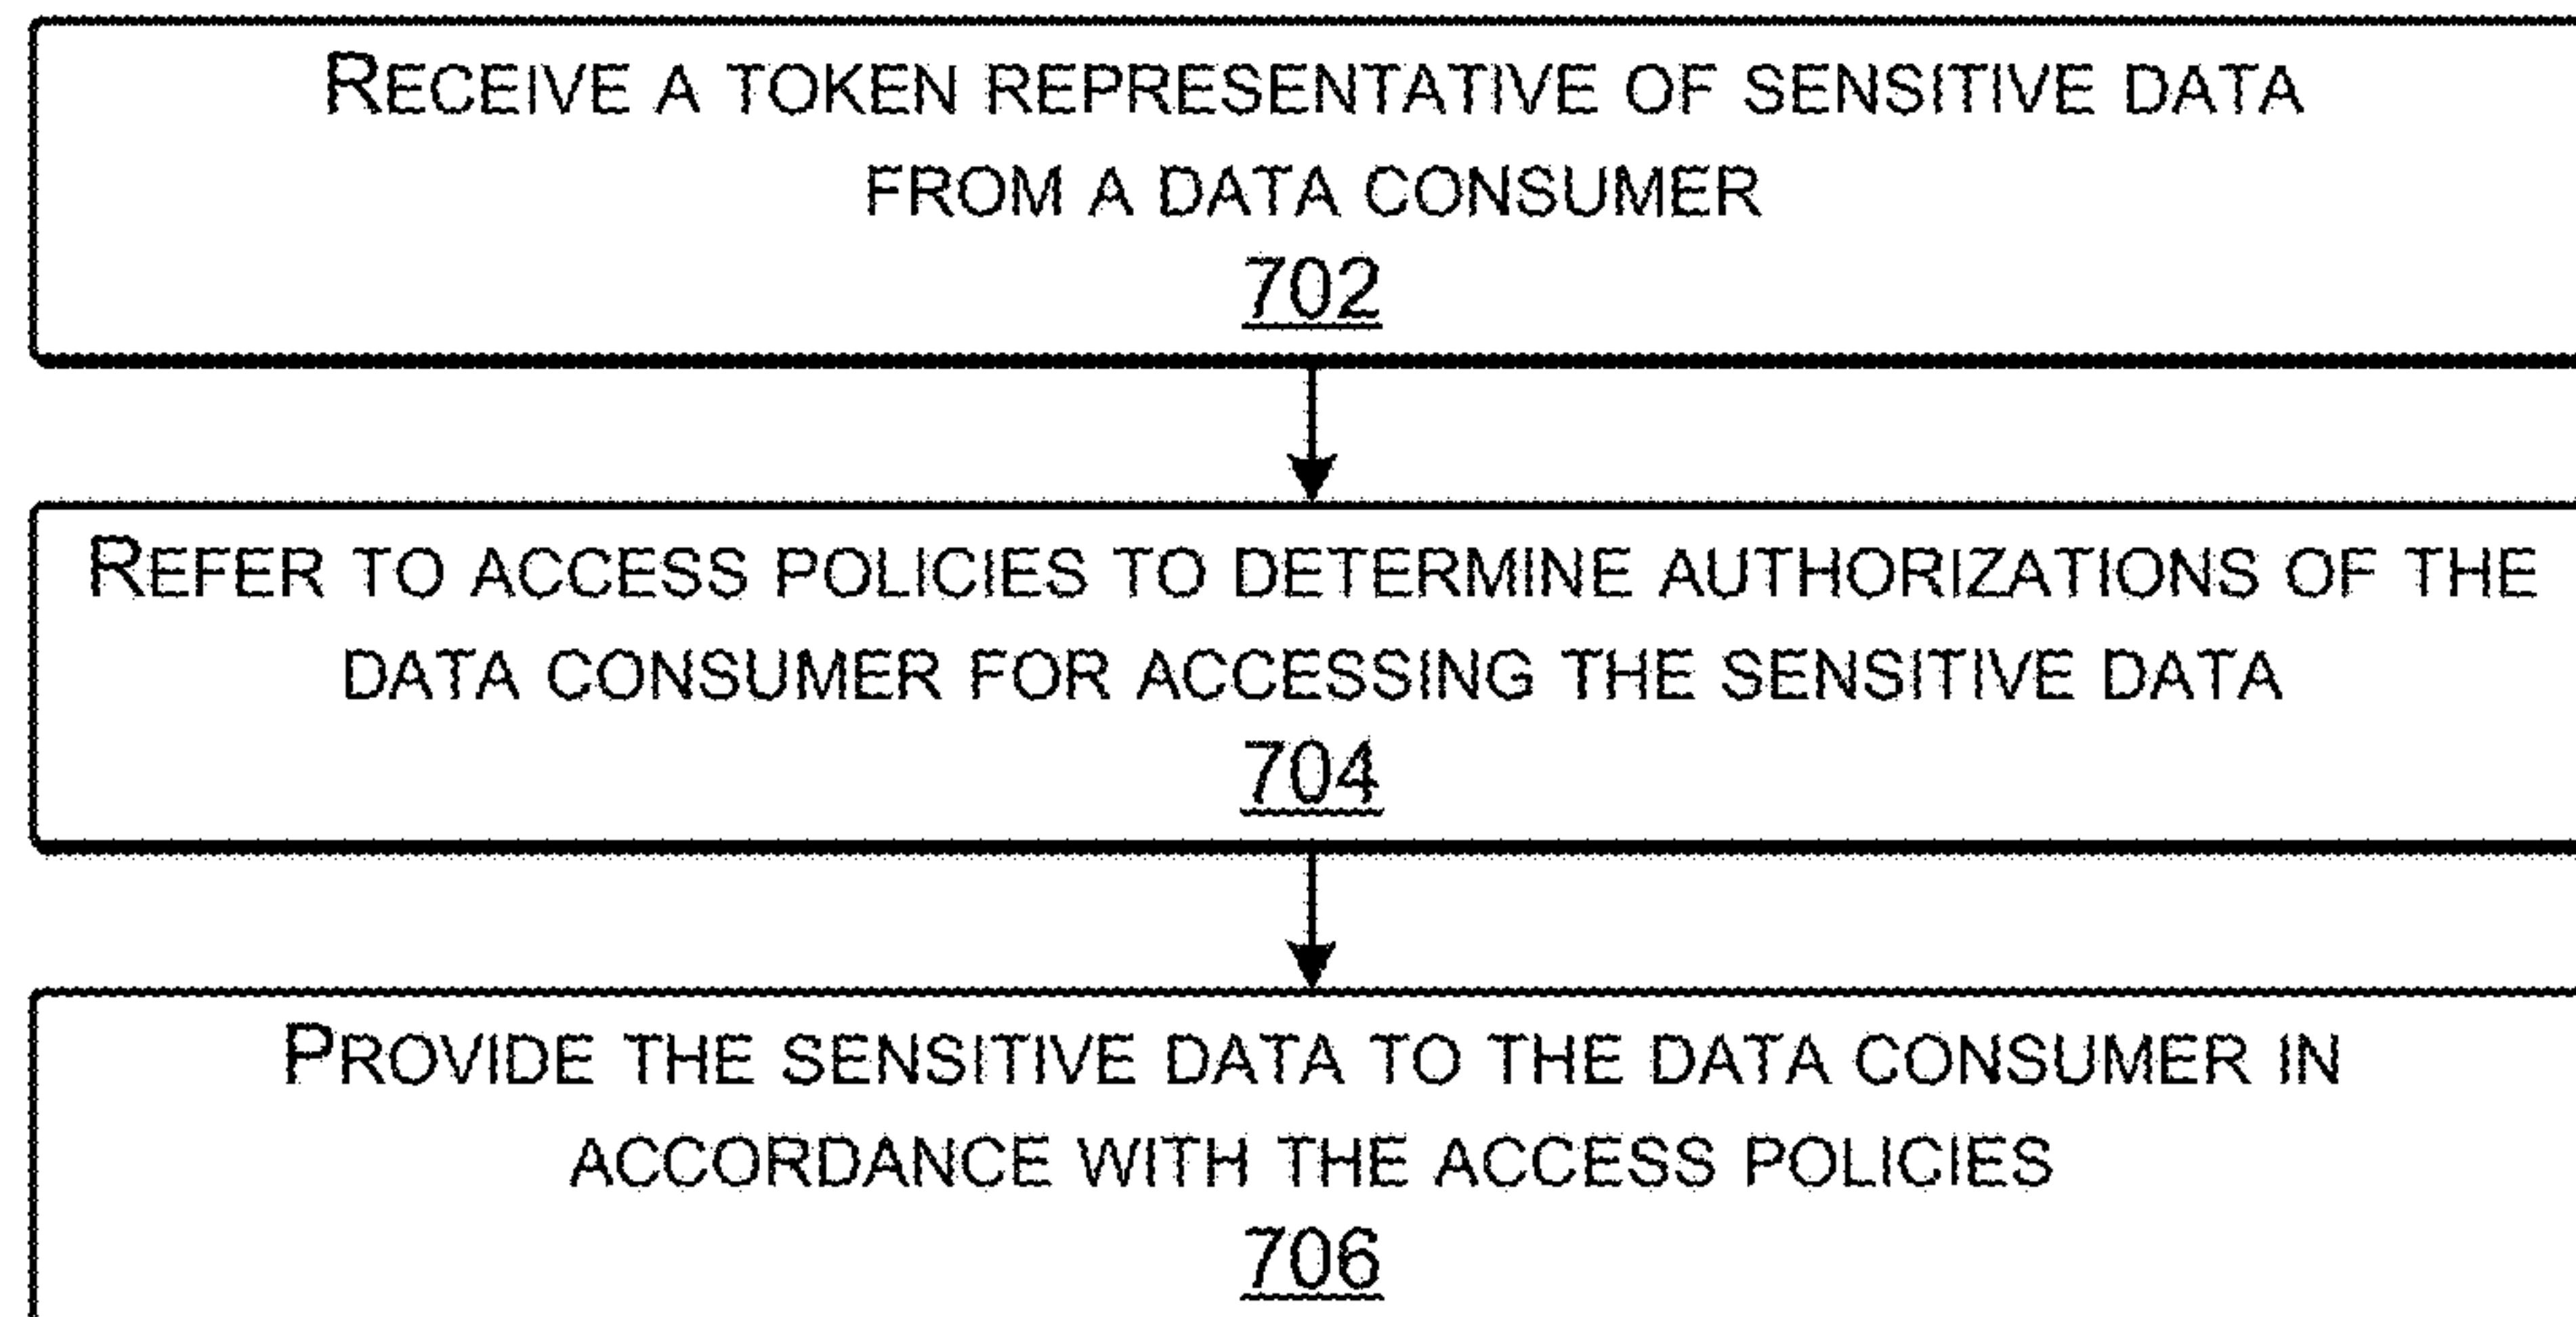 RECEIVE A TOKEN REPRESENTATIVE OF SENSITIVE DATA
FROM A DATA CONSUMER
702
REFER TO ACCESS POLICIES TO DETERMINE AUTHORIZATIONS OF THE
DATA CONSUMER FOR ACCESSING THE SENSITIVE DATA
704
PROVIDE THE SENSITIVE DATA TO THE DATA CONSUMER IN
ACCORDANCE WITH THE ACCESS POLICIES
706